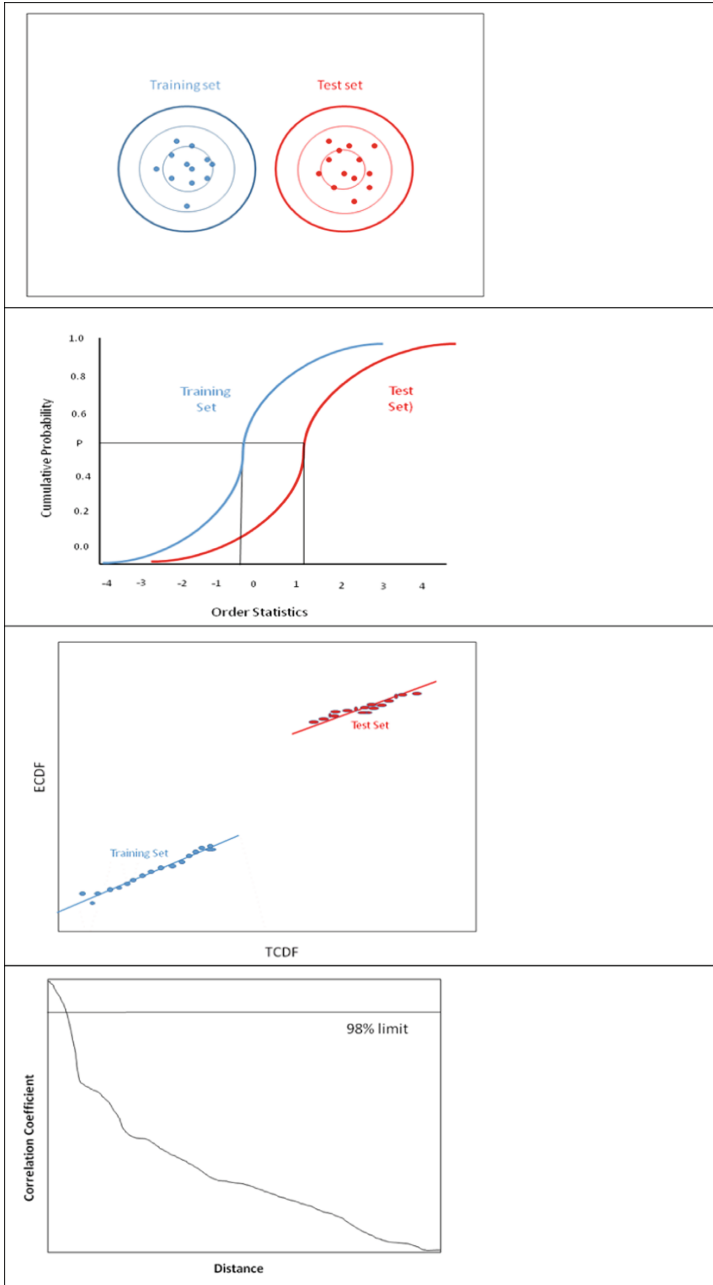 Training set
Test set
1.0
0.8
Training
Set
Test
Set)
0.6
P
Cumulative Probability
0.4
0.2
0.0
-4 -3 -2 -1 0 1 2 3 4
Order Statistics
Test Set
ECDF
Training Set
TCDF
98% limit
Correlation Coefficient
Distance